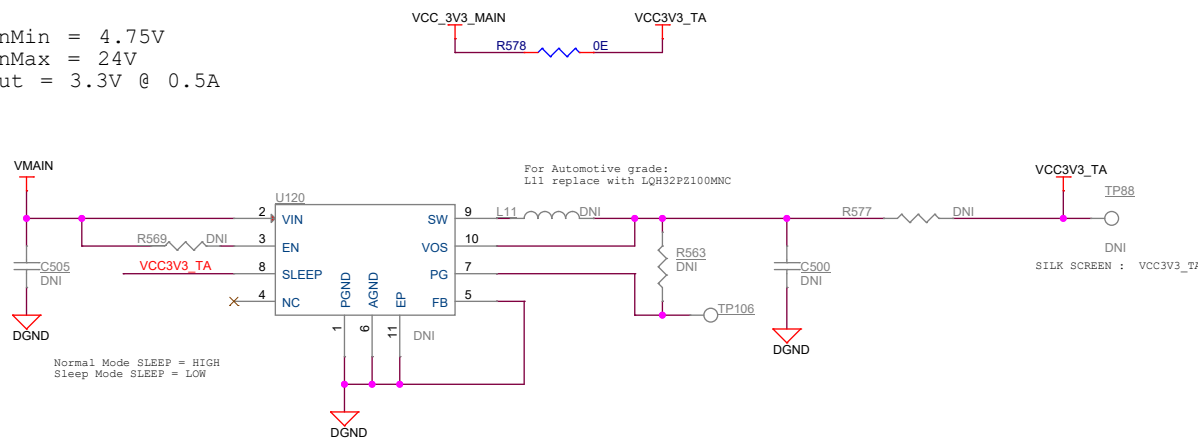 VCC_3V3_MAIN
VCC3V3_TA
R578
0E
nMin = 4.75V
nMax = 24V
ut = 3.3V @ 0.5A
VMAIN
For Automotive grade:
L11 replace with LQH32PZ100MNC
VCC3V3_TA
TP88
U120
2
VIN
SW
9
L11
DNI
R577
DNI
R569
DNI
3
EN
VOS
10
R563
DNI
DNI
C505
DNI
VCC3V3_TA
8
SLEEP
PG
7
C500
DNI
SILK SCREEN : VCC3V3_TA
4
NC
PGND
AGND
EP
FB
5
TP106
DGND
1
6
11
DNI
DGND
Normal Mode SLEEP = HIGH
Sleep Mode SLEEP = LOW
DGND